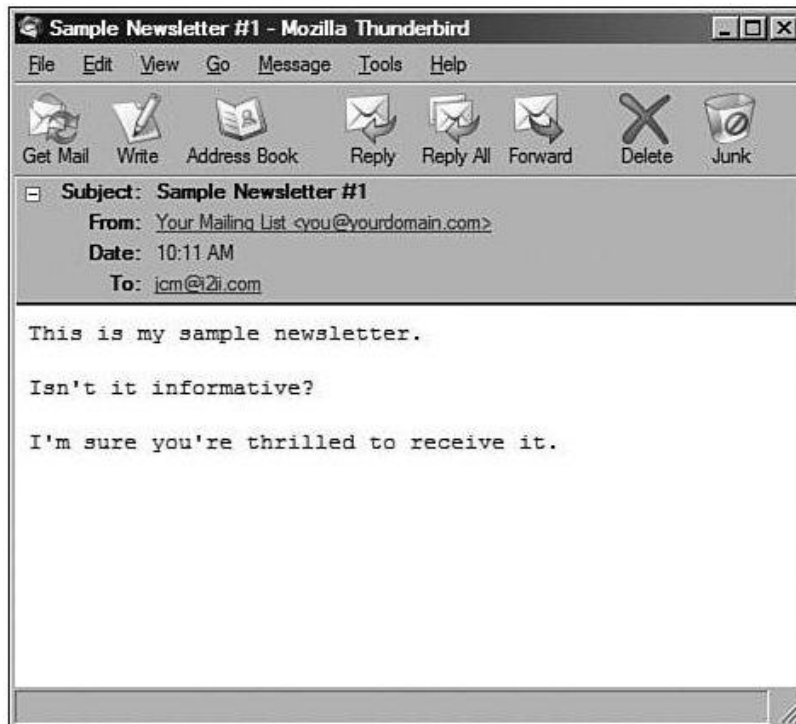 Sample Newsletter #1 - Mozilla Thunderbird
File Edit View Go Message Tools Help
Get Mail Write Address Book Reply Reply All Forward Delete Junk
Subject: Sample Newsletter #1
From: Your Mailing List <you@yourdomain.com>
Date: 10:11 AM
To: jcm@i2ii.com
This is my sample newsletter.
Isn't it informative?
I'm sure you're thrilled to receive it.